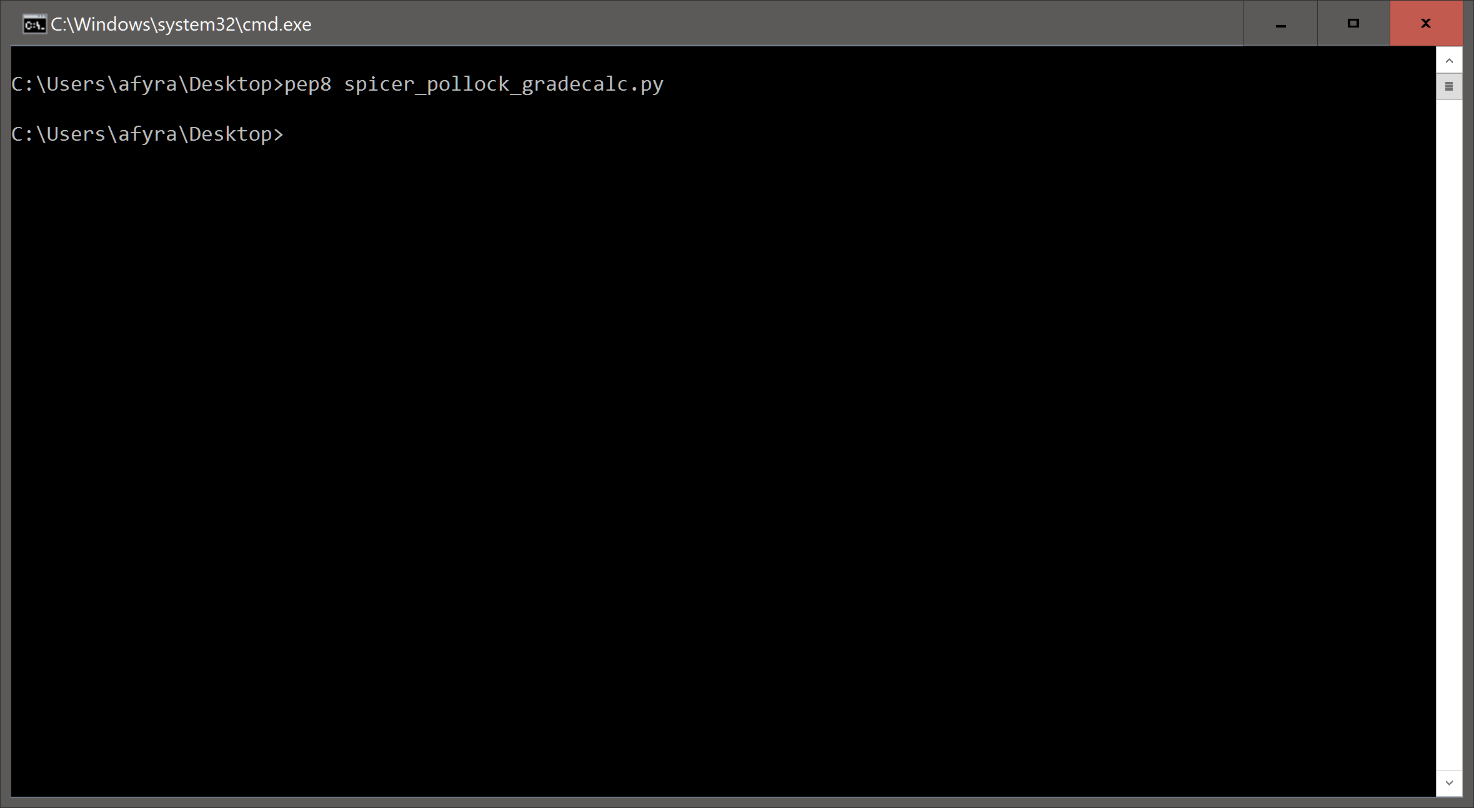 C:\Windows\system32\cmd.exe
C:\Users\afyra\Desktop>pep8 spicer_pollock_gradecalc.py
C:\Users\afyra\Desktop>